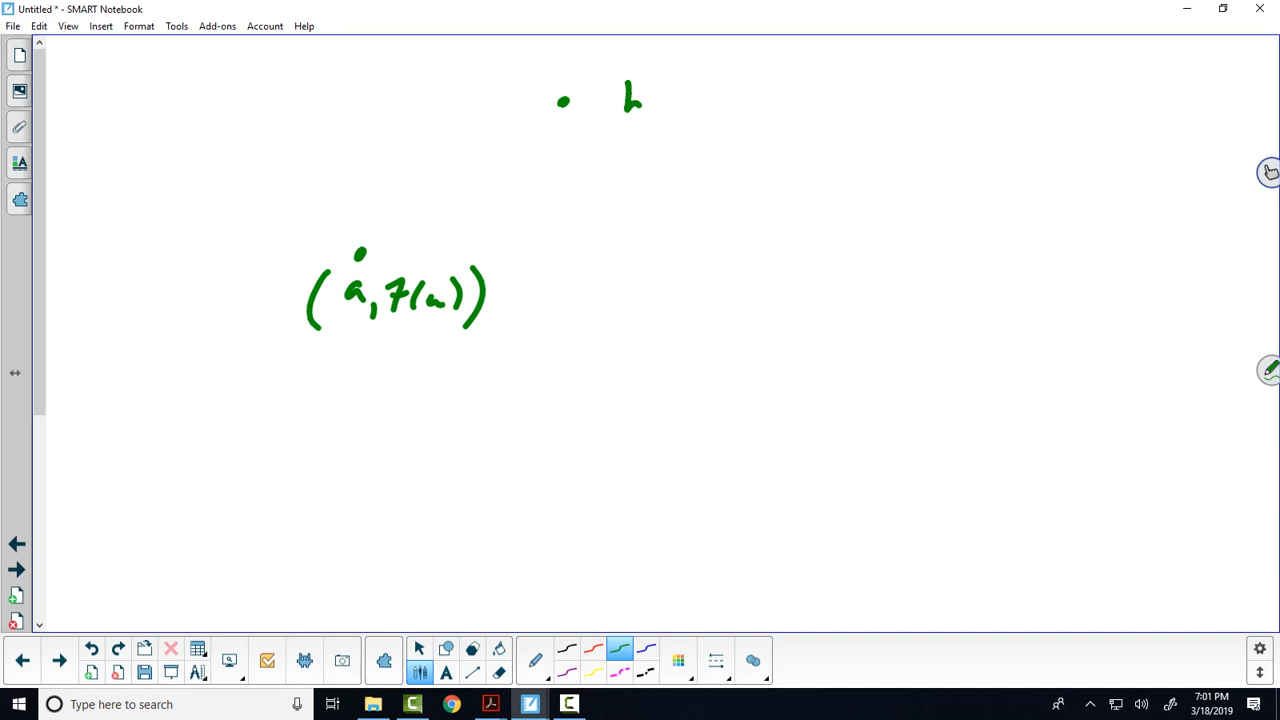 Untitled * - SMART Notebook
File Edit View Insert Format Tools Add-ons Account Help
h
(a, f(a))
Type here to search
7:01 PM
3/18/2019